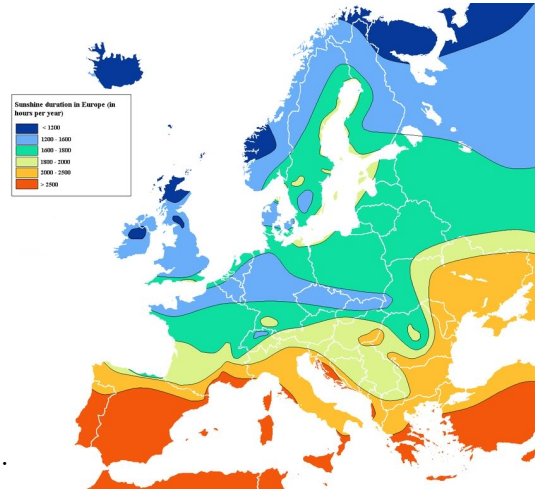 Sunshine duration in Europe (in
hours per year)
< 1200
1200 - 1600
1600 - 1800
1800 - 2000
2000 - 2500
> 2500